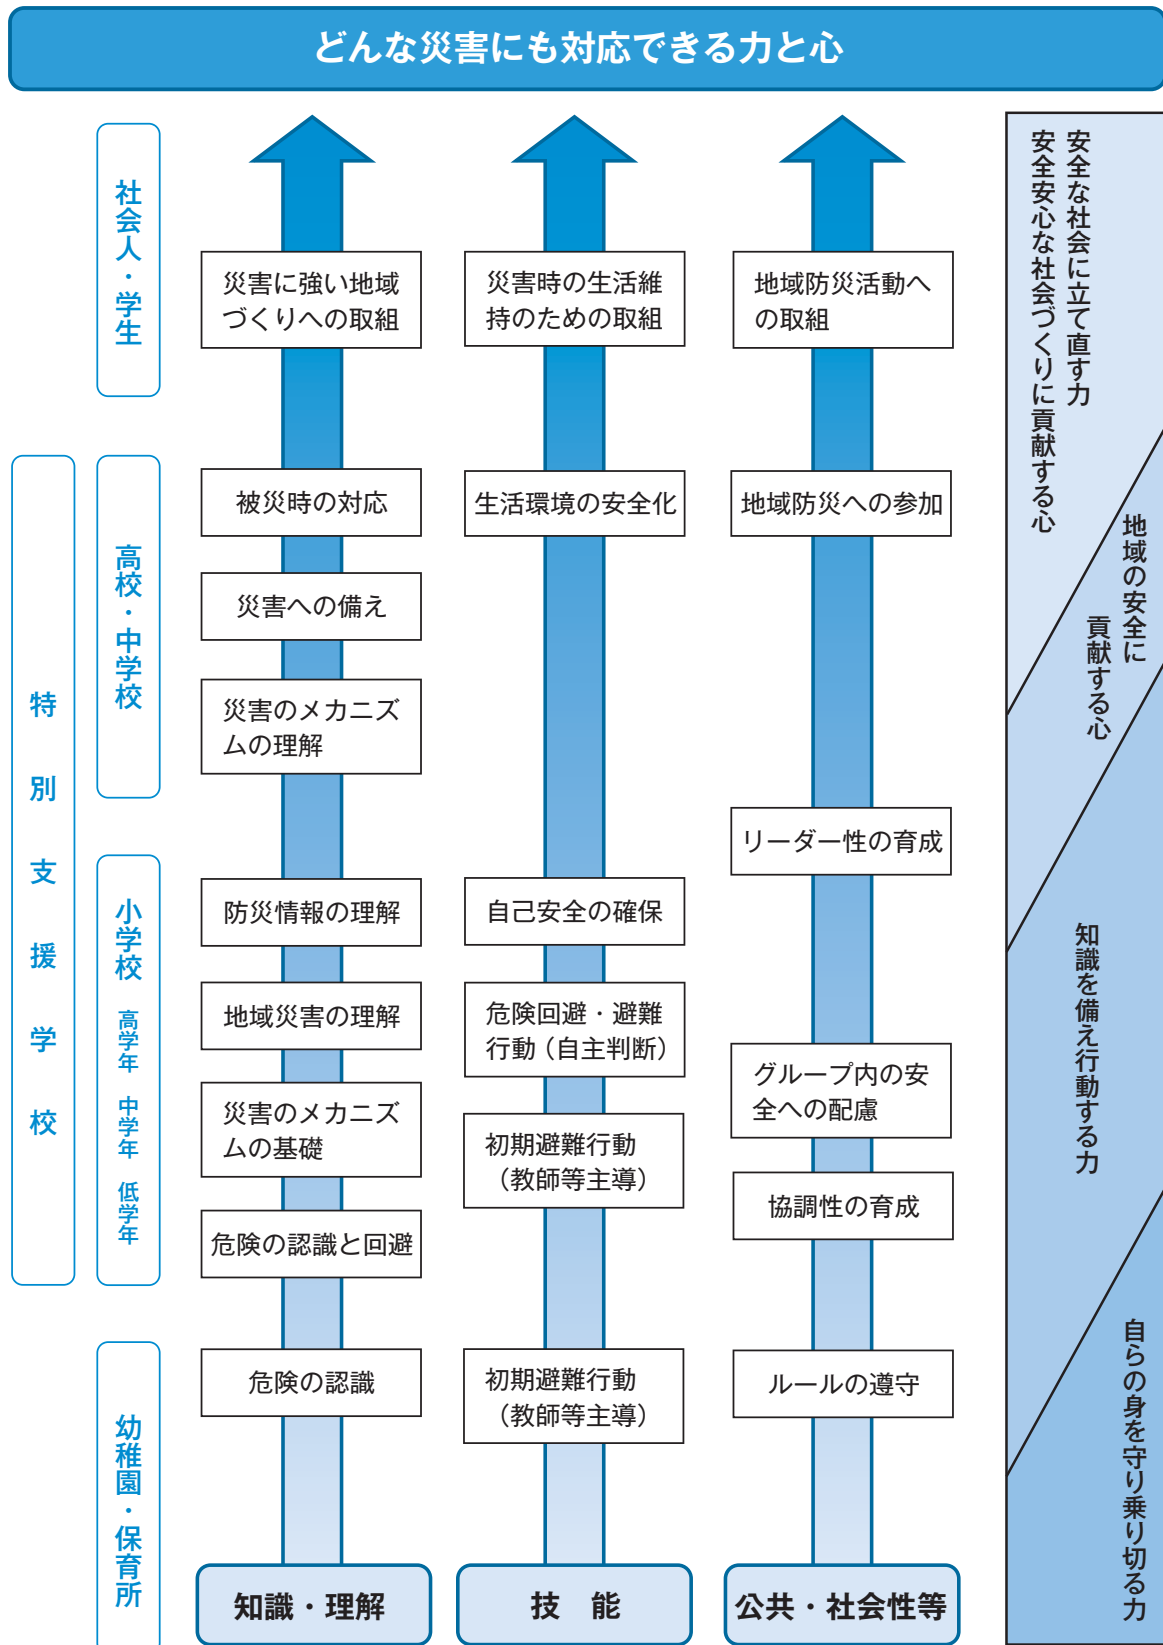 どんな災害にも対応できる力と心
社会人・学生
災害に強い地域
づくりへの取組
災害時の生活維
持のための取組
地域防災活動へ
の取組
安全な社会に立て直す力
安全安心な社会づくりに貢献する心
特別支援学校
高校・中学校
被災時の対応
生活環境の安全化
地域防災への参加
災害への備え
災害のメカニズ
ムの理解
地域の安全に
貢献する心
リーダー性の育成
小学校
高学年
中学年
低学年
防災情報の理解
自己安全の確保
地域災害の理解
危険回避・避難
行動（自主判断）
グループ内の安
全への配慮
災害のメカニズ
ムの基礎
初期避難行動
（教師等主導）
協調性の育成
危険の認識と回避
知識を備え行動する力
幼稚園・保育所
危険の認識
初期避難行動
（教師等主導）
ルールの遵守
自らの身を守り乗り切る力
知識・理解
技　能
公共・社会性等